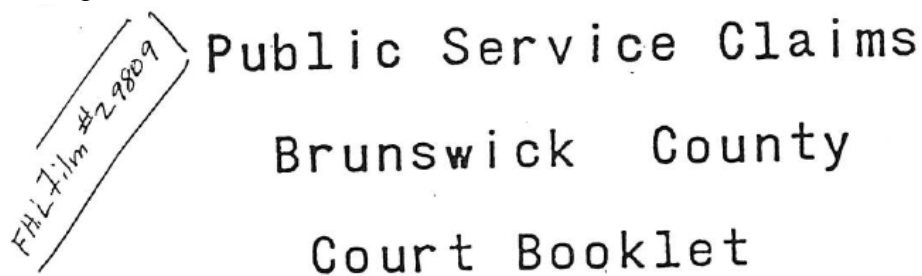 FHL Film #29809
Public Service Claims
Brunswick County
Court Booklet